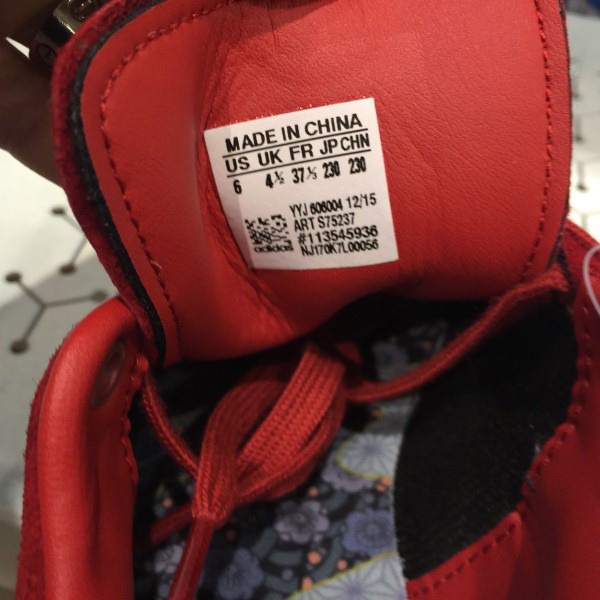 MADE IN CHINA
US UK FR JP CHN
6 4½ 37⅓ 230 230
YYJ 606004 12/15
ART S75237
#113545936
adidas NJ170K7L00056